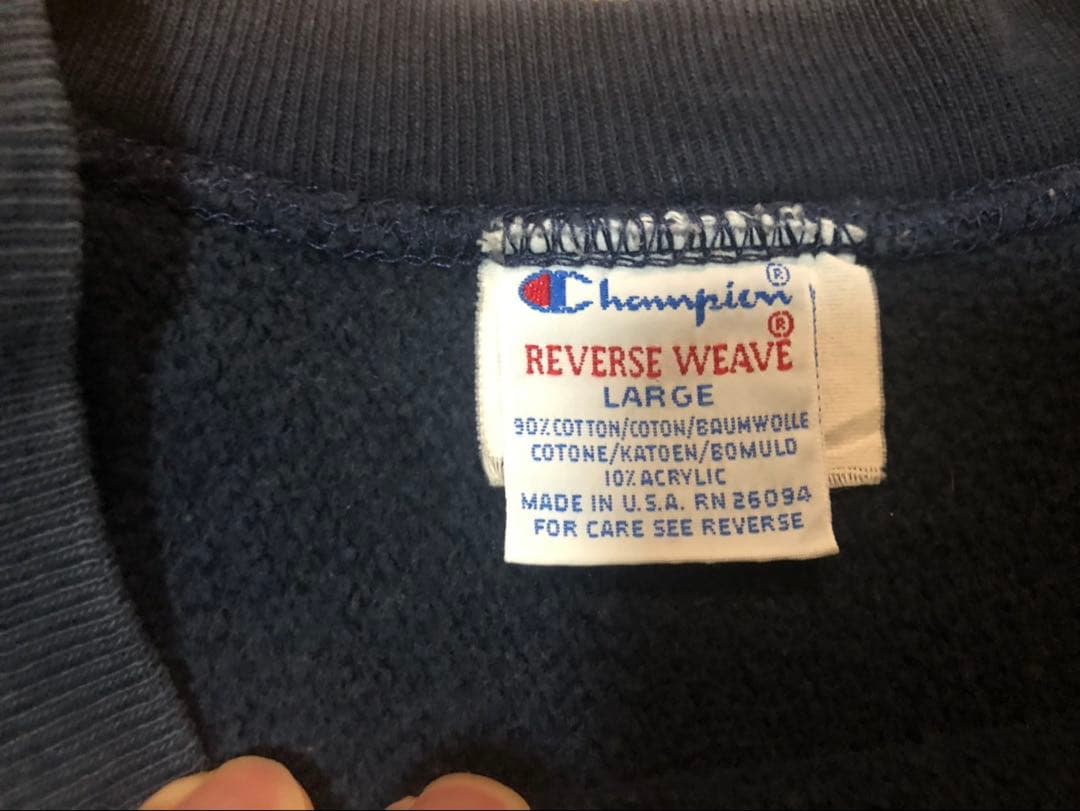 Champion®
REVERSE WEAVE®
LARGE
90% COTTON/COTON/BAUMWOLLE
COTONE/KATOEN/BOMULD
10% ACRYLIC
MADE IN U.S.A. RN 26094
FOR CARE SEE REVERSE